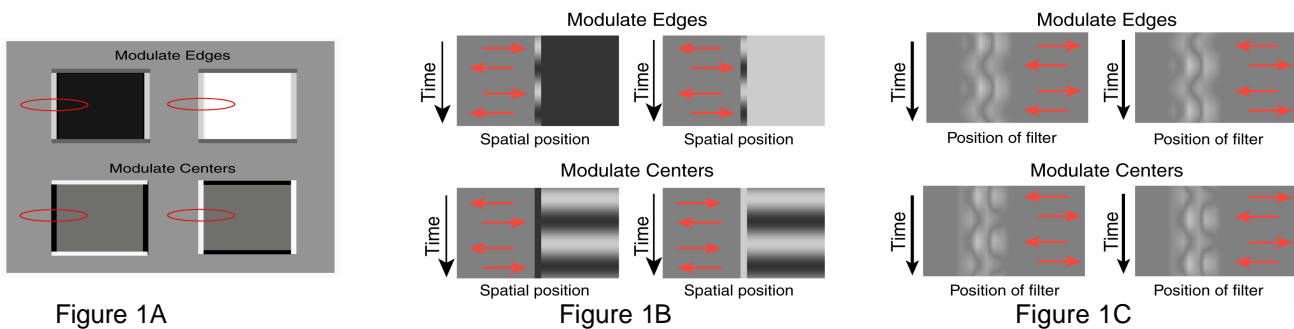 Modulate Edges
Modulate Centers
Figure 1A
Modulate Edges
Time
Time
Spatial position
Spatial position
Modulate Centers
Time
Time
Spatial position
Spatial position
Figure 1B
Modulate Edges
Time
Time
Position of filter
Position of filter
Modulate Centers
Time
Time
Position of filter
Position of filter
Figure 1C